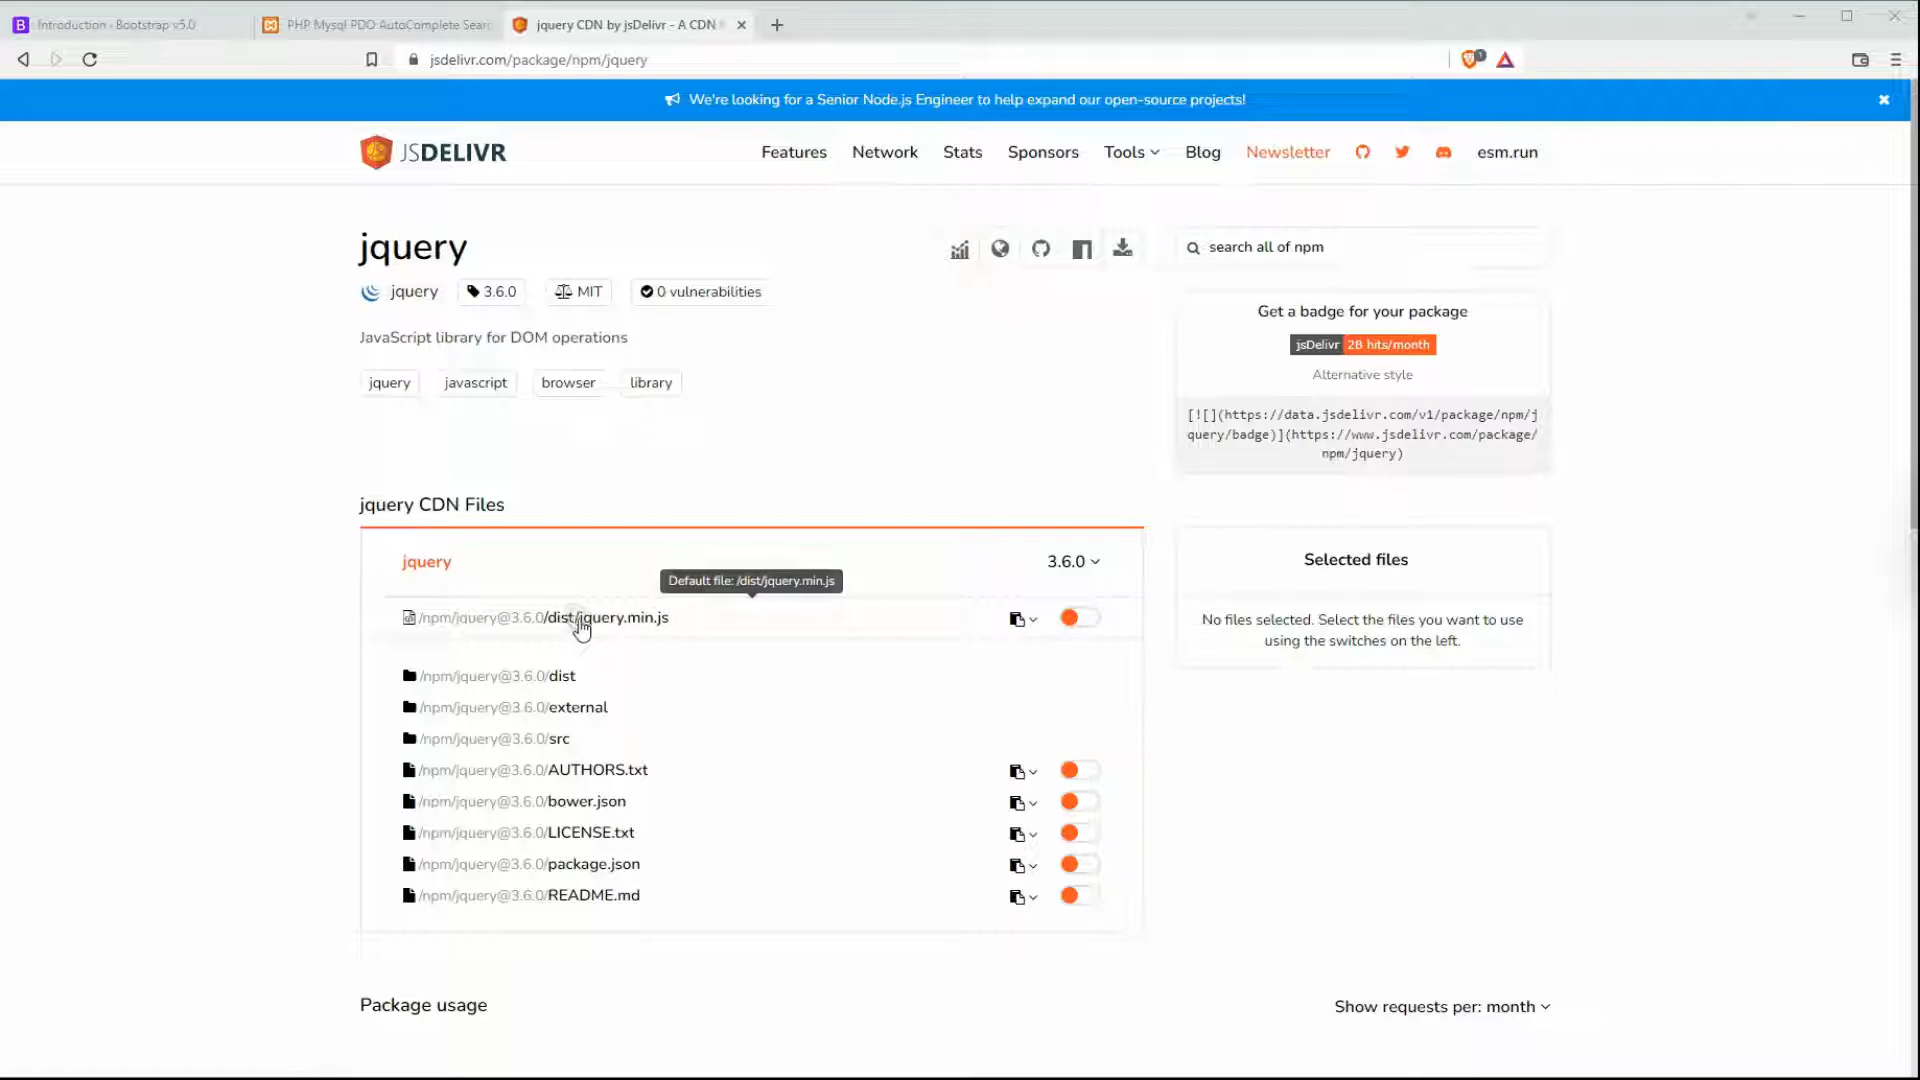 Introduction · Bootstrap v5.0
PHP Mysql PDO AutoComplete Sear
jquery CDN by jsDelivr - A CDN
jsdelivr.com/package/npm/jquery
1
We're looking for a Senior Node.js Engineer to help expand our open-source projects!
JSDELIVR
Features
Network
Stats
Sponsors
Tools
Blog
Newsletter
esm.run
jquery
search all of npm
jquery
3.6.0
MIT
0 vulnerabilities
JavaScript library for DOM operations
jquery
javascript
browser
library
Get a badge for your package
jsDelivr 2B hits/month
Alternative style
[![](https://data.jsdelivr.com/v1/package/npm/j
query/badge)](https://www.jsdelivr.com/package/
npm/jquery)
jquery CDN Files
jquery
3.6.0
Default file: /dist/jquery.min.js
/npm/jquery@3.6.0/dist/jquery.min.js
/npm/jquery@3.6.0/dist
/npm/jquery@3.6.0/external
/npm/jquery@3.6.0/src
/npm/jquery@3.6.0/AUTHORS.txt
/npm/jquery@3.6.0/bower.json
/npm/jquery@3.6.0/LICENSE.txt
/npm/jquery@3.6.0/package.json
/npm/jquery@3.6.0/README.md
Selected files
No files selected. Select the files you want to use
using the switches on the left.
Package usage
Show requests per: month